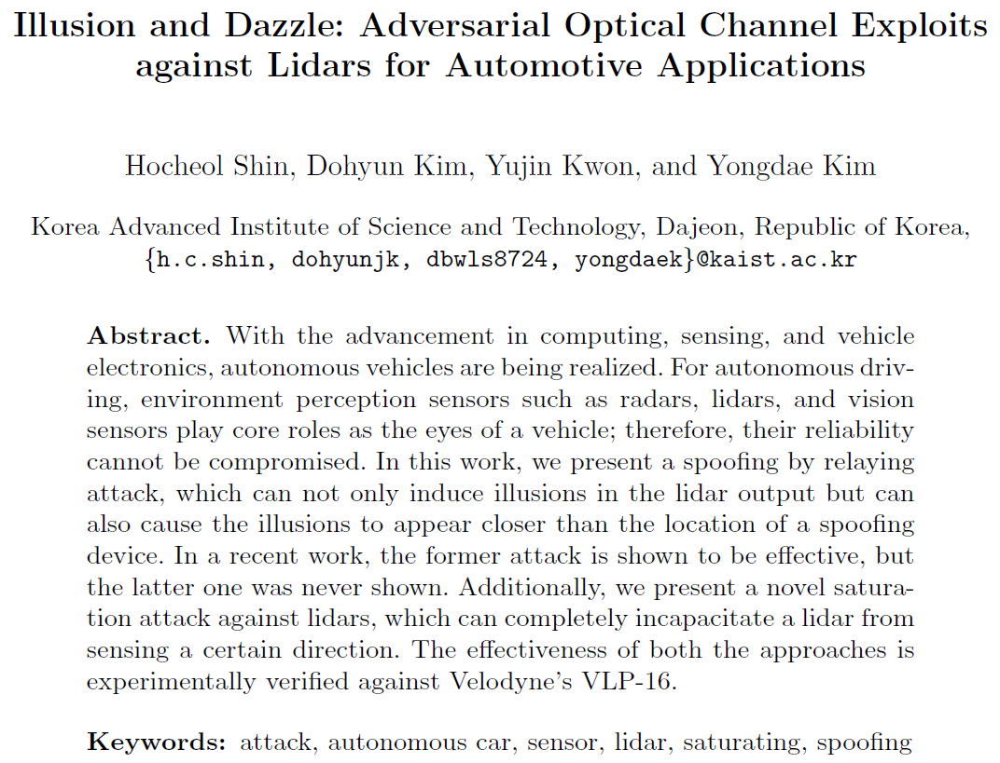 Illusion and Dazzle: Adversarial Optical Channel Exploits
against Lidars for Automotive Applications
Hocheol Shin, Dohyun Kim, Yujin Kwon, and Yongdae Kim
Korea Advanced Institute of Science and Technology, Dajeon, Republic of Korea,
{h.c.shin, dohyunjk, dbwls8724, yongdaek}@kaist.ac.kr
Abstract. With the advancement in computing, sensing, and vehicle
electronics, autonomous vehicles are being realized. For autonomous driv-
ing, environment perception sensors such as radars, lidars, and vision
sensors play core roles as the eyes of a vehicle; therefore, their reliability
cannot be compromised. In this work, we present a spoofing by relaying
attack, which can not only induce illusions in the lidar output but can
also cause the illusions to appear closer than the location of a spoofing
device. In a recent work, the former attack is shown to be effective, but
the latter one was never shown. Additionally, we present a novel satura-
tion attack against lidars, which can completely incapacitate a lidar from
sensing a certain direction. The effectiveness of both the approaches is
experimentally verified against Velodyne's VLP-16.
Keywords: attack, autonomous car, sensor, lidar, saturating, spoofing